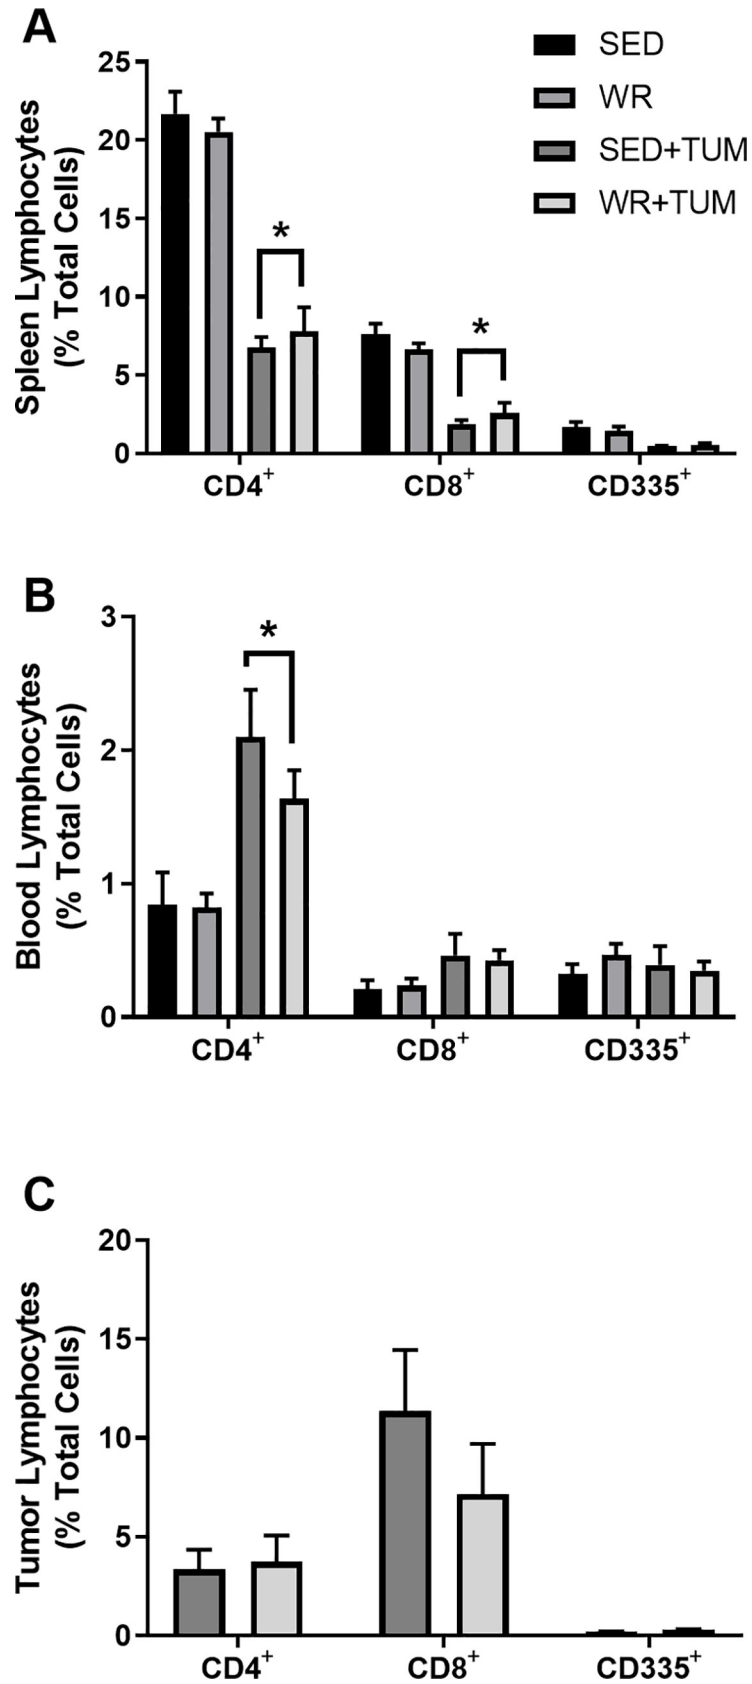 A
SED
WR
SED+TUM
WR+TUM
Spleen Lymphocytes
(% Total Cells)
25
20
15
10
5
0
*
*
CD4+ CD8+ CD335+
B
Blood Lymphocytes
(% Total Cells)
3
2
1
0
*
CD4+ CD8+ CD335+
C
Tumor Lymphocytes
(% Total Cells)
20
15
10
5
0
CD4+ CD8+ CD335+